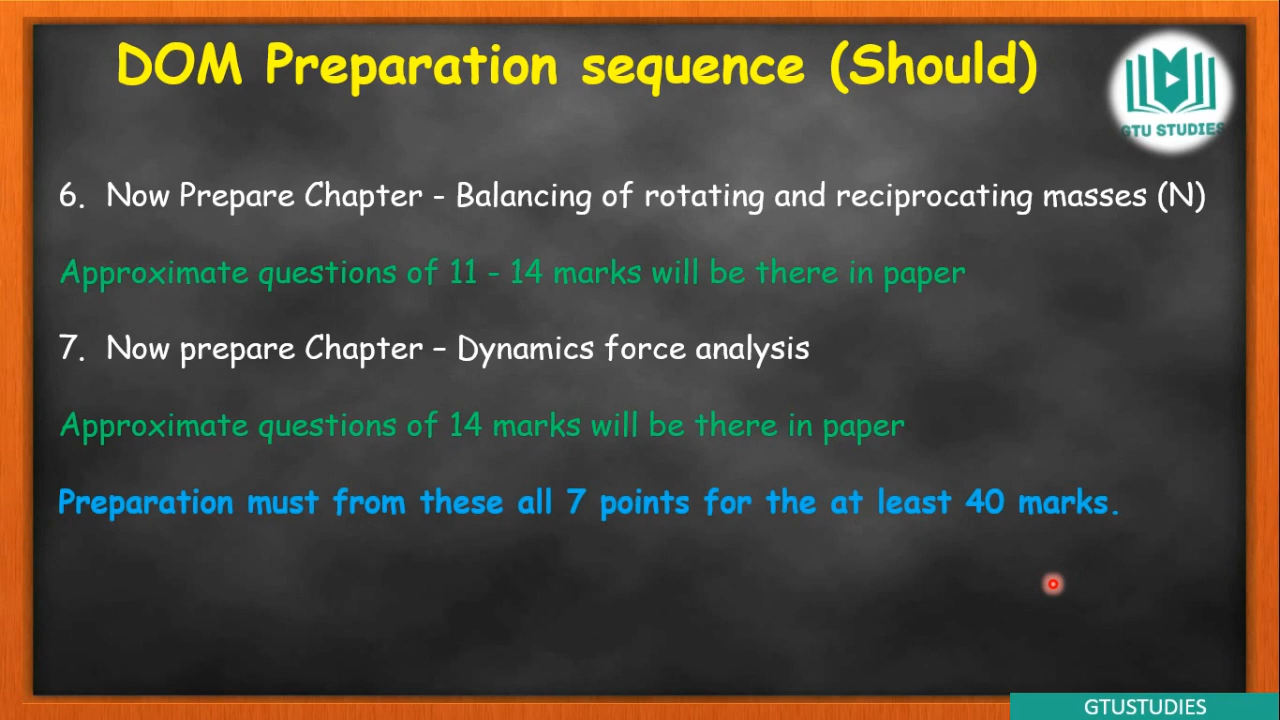 DOM Preparation sequence (Should)
GTU STUDIES
6. Now Prepare Chapter - Balancing of rotating and reciprocating masses (N)
Approximate questions of 11 - 14 marks will be there in paper
7. Now prepare Chapter – Dynamics force analysis
Approximate questions of 14 marks will be there in paper
Preparation must from these all 7 points for the at least 40 marks.
GTUSTUDIES